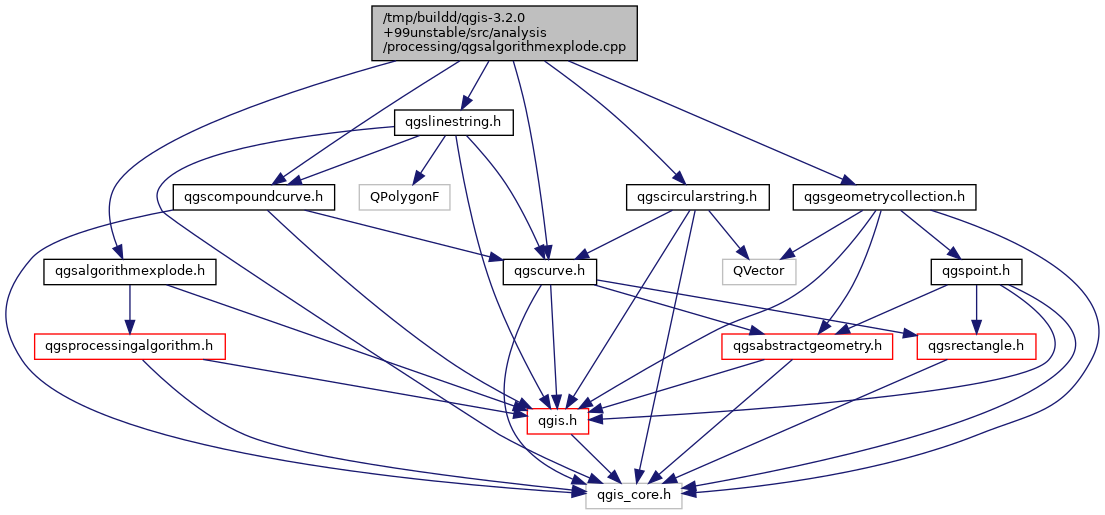 /tmp/buildd/qgis-3.2.0
+99unstable/src/analysis
/processing/qgsalgorithmexplode.cpp
qgslinestring.h
qgscompoundcurve.h
QPolygonF
qgscircularstring.h
qgsgeometrycollection.h
qgsalgorithmexplode.h
qgscurve.h
QVector
qgspoint.h
qgsprocessingalgorithm.h
qgsabstractgeometry.h
qgsrectangle.h
qgis.h
qgis_core.h